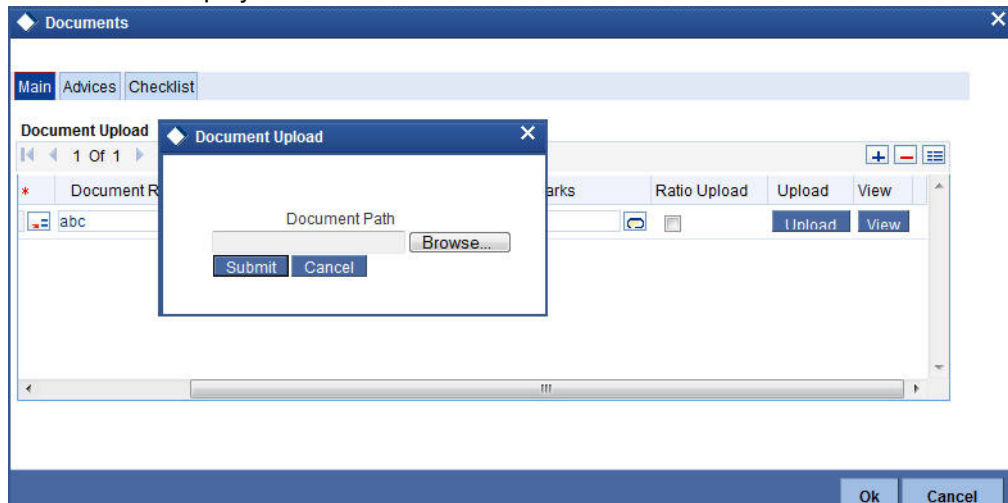 Documents
Main Advices Checklist
Document Upload
1 Of 1
Document Upload
* Document R arks Ratio Upload Upload View
abc Upload View
Document Path
Browse...
Submit Cancel
Ok Cancel